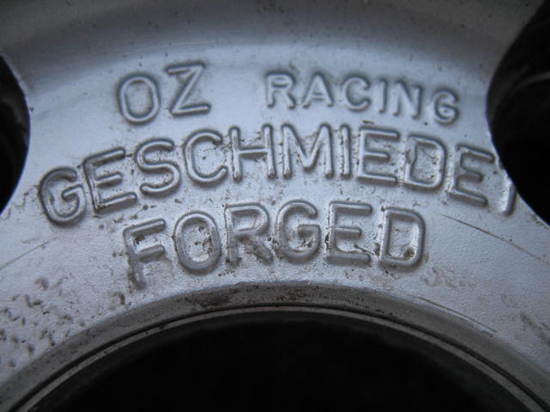 OZ RACING
GESCHMIEDET
FORGED